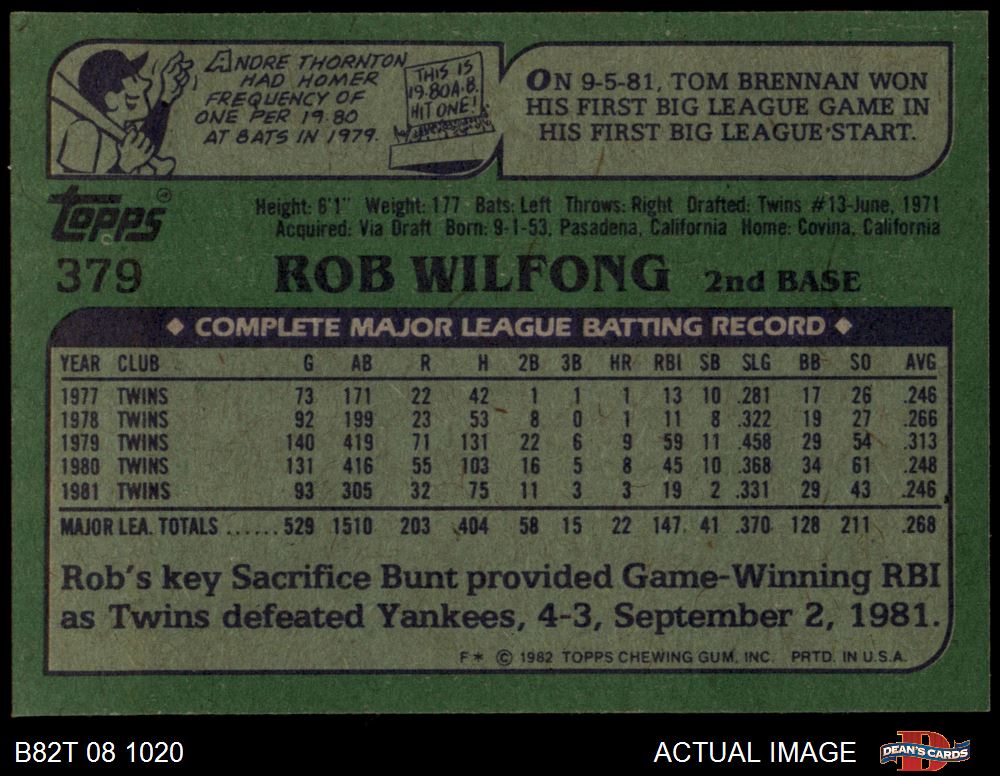 ANDRE THORNTON
HAD HOMER
FREQUENCY OF
ONE PER 19.80
AT BATS IN 1979.
THIS IS
19.80 A.B.
HIT ONE!
ON 9-5-81, TOM BRENNAN WON
HIS FIRST BIG LEAGUE GAME IN
HIS FIRST BIG LEAGUE START.
Topps ®
Height: 6'1" Weight: 177 Bats: Left Throws: Right Drafted: Twins #13-June, 1971
Acquired: Via Draft Born: 9-1-53, Pasadena, California Home: Covina, California
379 ROB WILFONG 2nd BASE
◆ COMPLETE MAJOR LEAGUE BATTING RECORD ◆
YEAR CLUB G AB R H 2B 3B HR RBI SB SLG BB SO AVG
1977 TWINS 73 171 22 42 1 1 1 13 10 .281 17 26 .246
1978 TWINS 92 199 23 53 8 0 1 11 8 .322 19 27 .266
1979 TWINS 140 419 71 131 22 6 9 59 11 .458 29 54 .313
1980 TWINS 131 416 55 103 16 5 8 45 10 .368 34 61 .248
1981 TWINS 93 305 32 75 11 3 3 19 2 .331 29 43 .246
MAJOR LEA. TOTALS ...... 529 1510 203 404 58 15 22 147 41 .370 128 211 .268
Rob's key Sacrifice Bunt provided Game-Winning RBI
as Twins defeated Yankees, 4-3, September 2, 1981.
F* © 1982 TOPPS CHEWING GUM, INC. PRTD. IN U.S.A.
B82T 08 1020 ACTUAL IMAGE DEAN'S CARDS